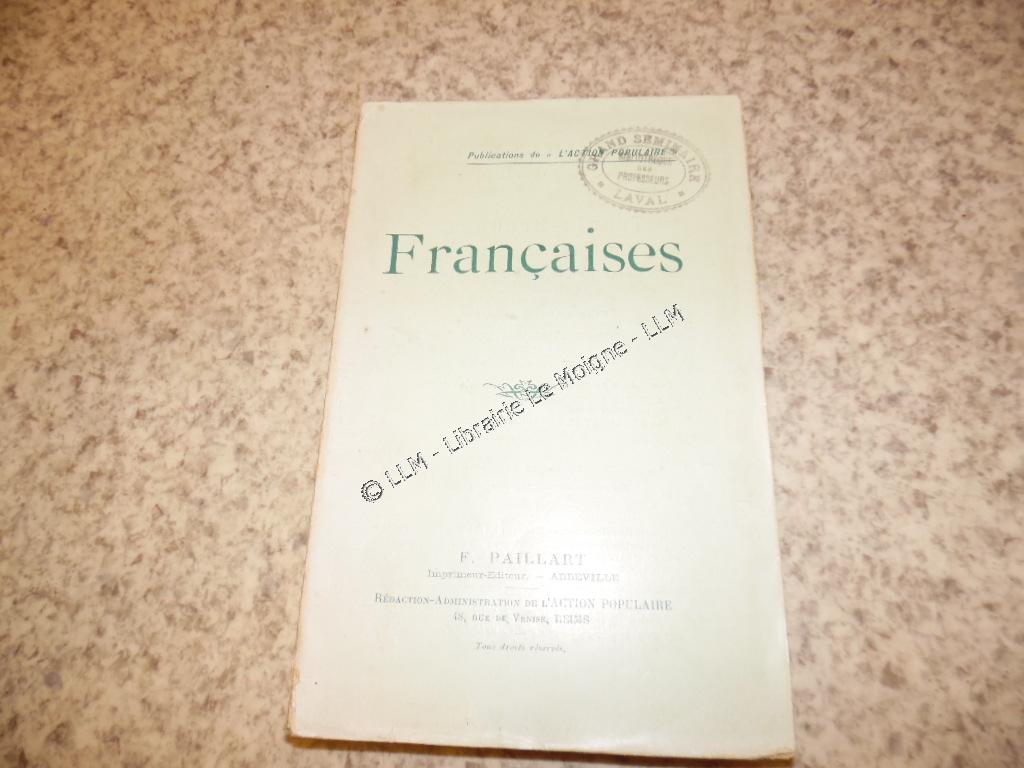 Publications de « L'ACTION POPULAIRE »
GRAND SEMINAIRE
DES
PROFESSEURS
LAVAL
Françaises
© LLM - Librairie Le Moigne - LLM
F. PAILLART
Imprimeur-Editeur. - ABBEVILLE
RÉDACTION-ADMINISTRATION DE L'ACTION POPULAIRE
48, RUE DE VENISE, REIMS
Tous droits réservés.